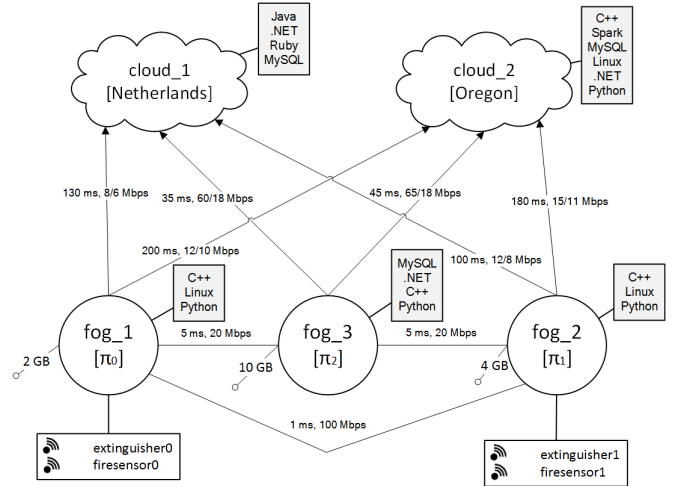 Java
.NET
Ruby
MySQL
cloud_1
[Netherlands]
C++
Spark
MySQL
Linux
.NET
Python
cloud_2
[Oregon]
130 ms, 8/6 Mbps
35 ms, 60/18 Mbps
45 ms, 65/18 Mbps
180 ms, 15/11 Mbps
200 ms, 12/10 Mbps
100 ms, 12/8 Mbps
C++
Linux
Python
MySQL
.NET
C++
Python
C++
Linux
Python
fog_1
[π₀]
5 ms, 20 Mbps
fog_3
[π₂]
5 ms, 20 Mbps
fog_2
[π₁]
2 GB
10 GB
4 GB
1 ms, 100 Mbps
extinguisher0
firesensor0
extinguisher1
firesensor1